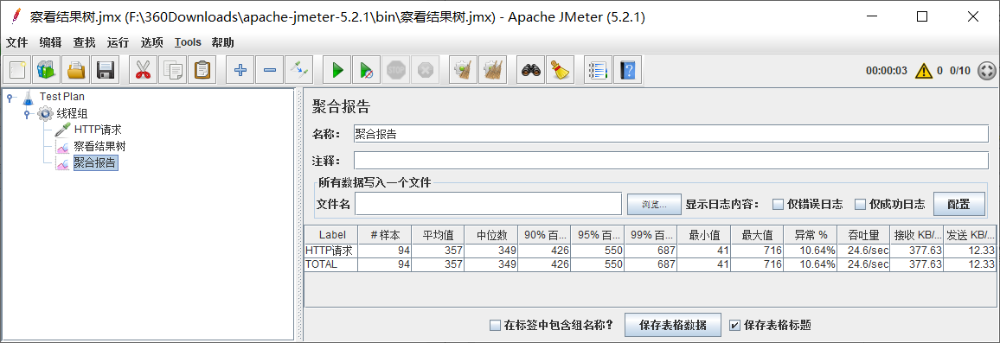 察看结果树.jmx (F:\360Downloads\apache-jmeter-5.2.1\bin\察看结果树.jmx) - Apache JMeter (5.2.1)
文件 编辑 查找 运行 选项 Tools 帮助
STOP 00:00:03 0 0/10
Test Plan
线程组
HTTP请求
察看结果树
聚合报告
聚合报告
名称: 聚合报告
注释:
所有数据写入一个文件
文件名 浏览... 显示日志内容: 仅错误日志 仅成功日志 配置
Label # 样本 平均值 中位数 90% 百... 95% 百... 99% 百... 最小值 最大值 异常 % 吞吐量 接收 KB/... 发送 KB/...
HTTP请求 94 357 349 426 550 687 41 716 10.64% 24.6/sec 377.63 12.33
TOTAL 94 357 349 426 550 687 41 716 10.64% 24.6/sec 377.63 12.33
在标签中包含组名称? 保存表格数据 保存表格标题